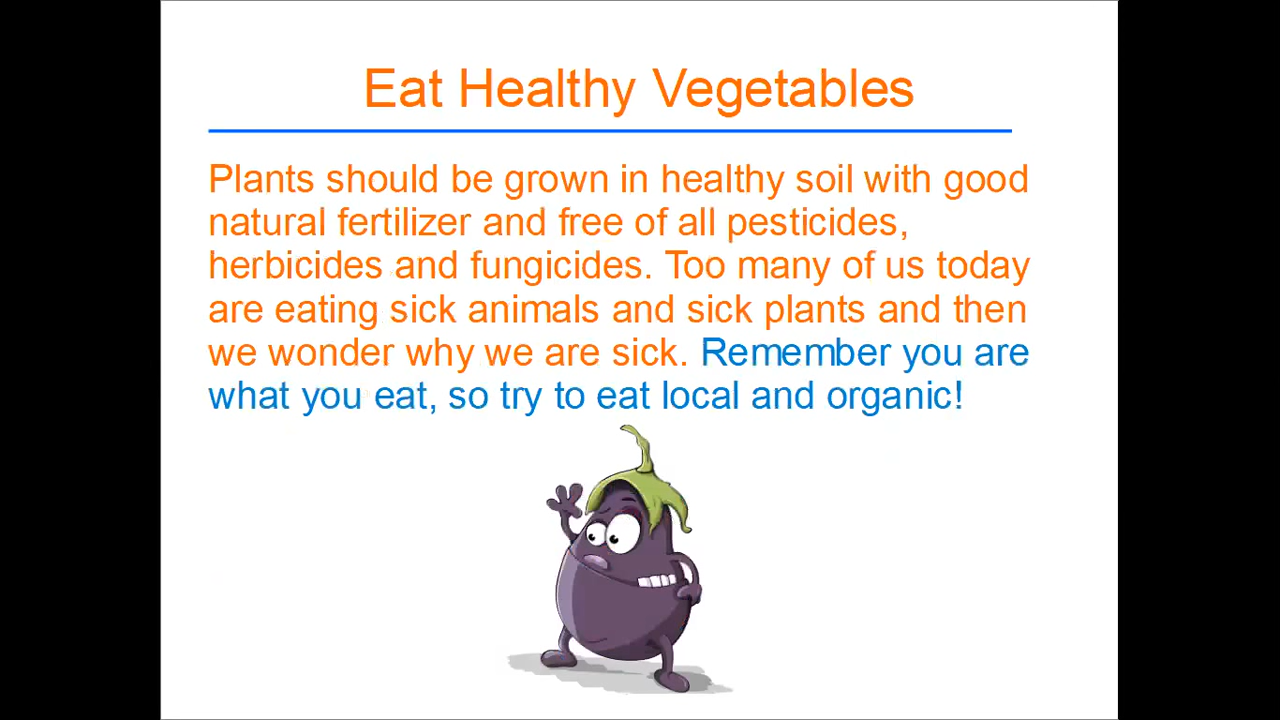 Eat Healthy Vegetables
Plants should be grown in healthy soil with good
natural fertilizer and free of all pesticides,
herbicides and fungicides. Too many of us today
are eating sick animals and sick plants and then
we wonder why we are sick. Remember you are
what you eat, so try to eat local and organic!